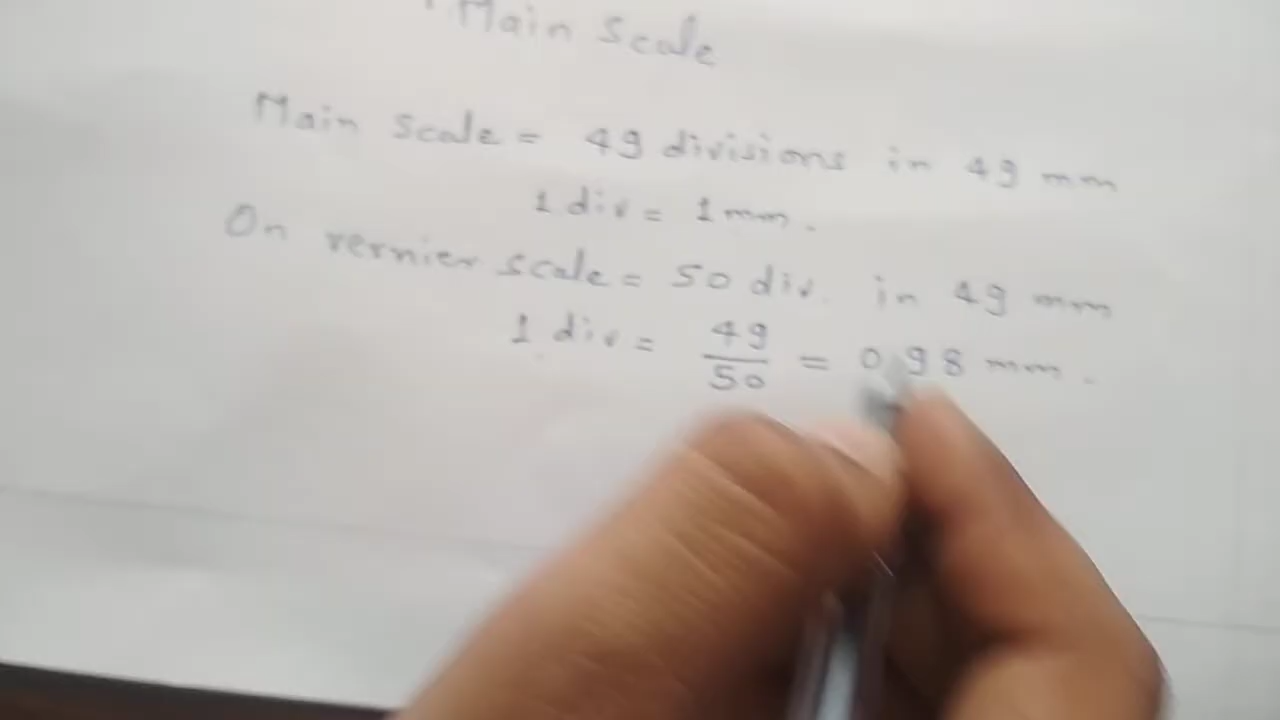 Main Scale
Main Scale = 49 divisions in 49 mm
1 div = 1 mm.
On vernier scale = 50 div. in 49 mm
1 div = 49/50 = 0.98 mm.